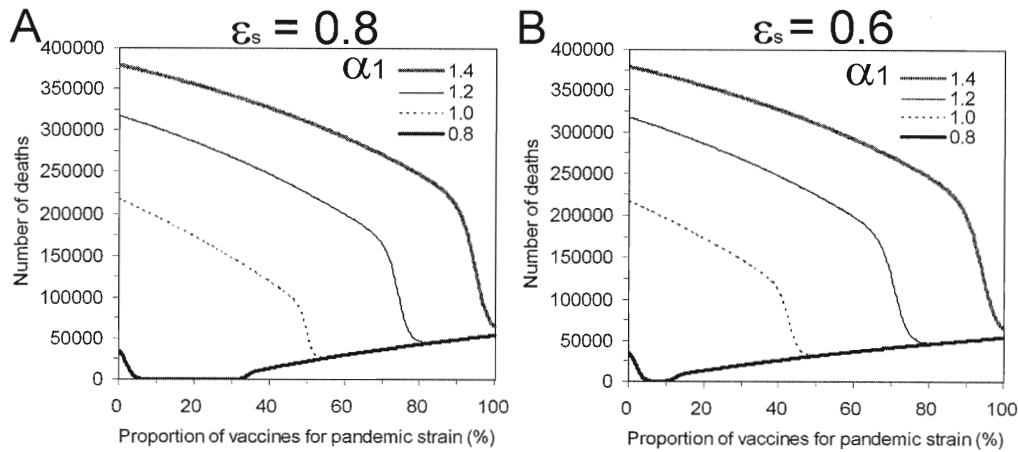 A
εs = 0.8
α1
1.4
1.2
1.0
0.8
Number of deaths
400000
350000
300000
250000
200000
150000
100000
50000
0
0 20 40 60 80 100
Proportion of vaccines for pandemic strain (%)
B
εs = 0.6
α1
1.4
1.2
1.0
0.8
Number of deaths
400000
350000
300000
250000
200000
150000
100000
50000
0
0 20 40 60 80 100
Proportion of vaccines for pandemic strain (%)